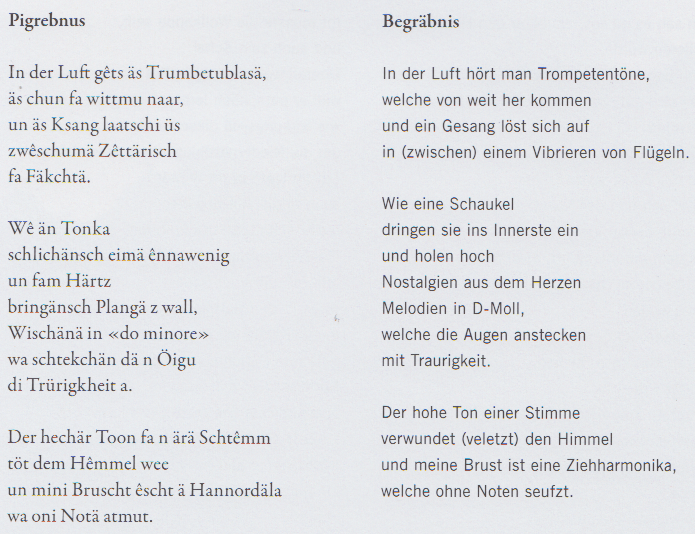 Pigrebnus
In der Luft gêts äs Trumbetublasä,
äs chun fa wittmu naar,
un äs Ksang laatschi üs
zwêschumä Zêttärisch
fa Fäkchtä.
Wê än Tonka
schlichänsch eimä ênnawenig
un fam Härtz
bringänsch Plangä z wall,
Wischänä in «do minore»
wa schtekchän dä n Öigu
di Trürigkheit a.
Der hechär Toon fa n ärä Schtêmm
töt dem Hêmmel wee
un mini Bruscht êscht ä Hannordäla
wa oni Notä atmut.
Begräbnis
In der Luft hört man Trompetentöne,
welche von weit her kommen
und ein Gesang löst sich auf
in (zwischen) einem Vibrieren von Flügeln.
Wie eine Schaukel
dringen sie ins Innerste ein
und holen hoch
Nostalgien aus dem Herzen
Melodien in D-Moll,
welche die Augen anstecken
mit Traurigkeit.
Der hohe Ton einer Stimme
verwundet (veletzt) den Himmel
und meine Brust ist eine Ziehharmonika,
welche ohne Noten seufzt.